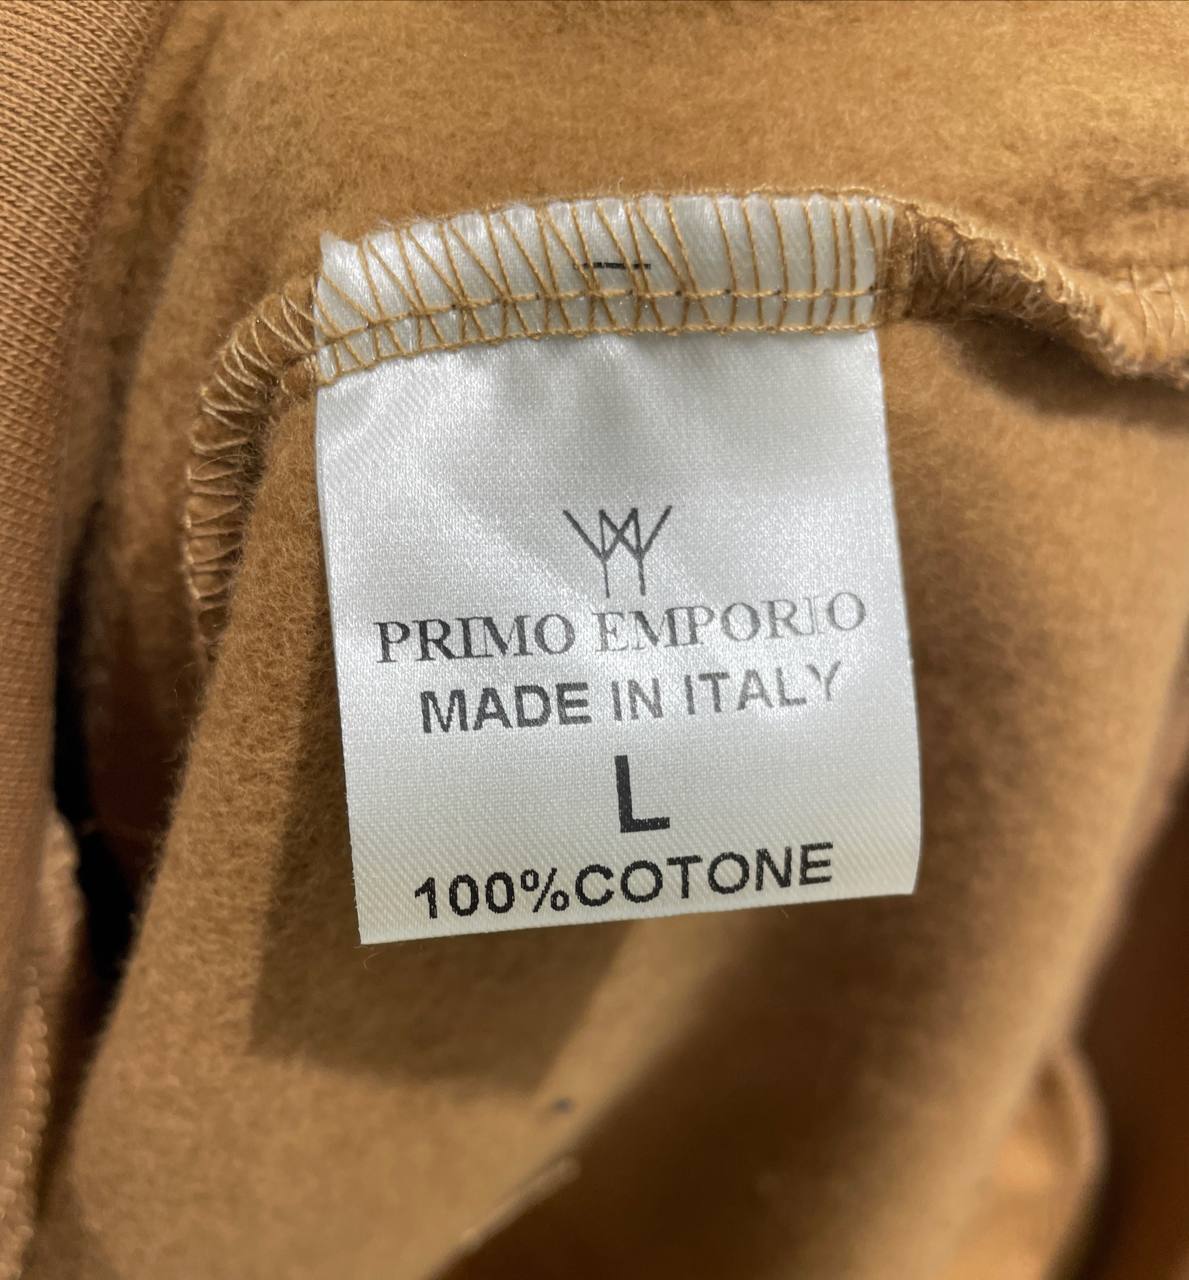 PRIMO EMPORIO
MADE IN ITALY
L
100%COTONE